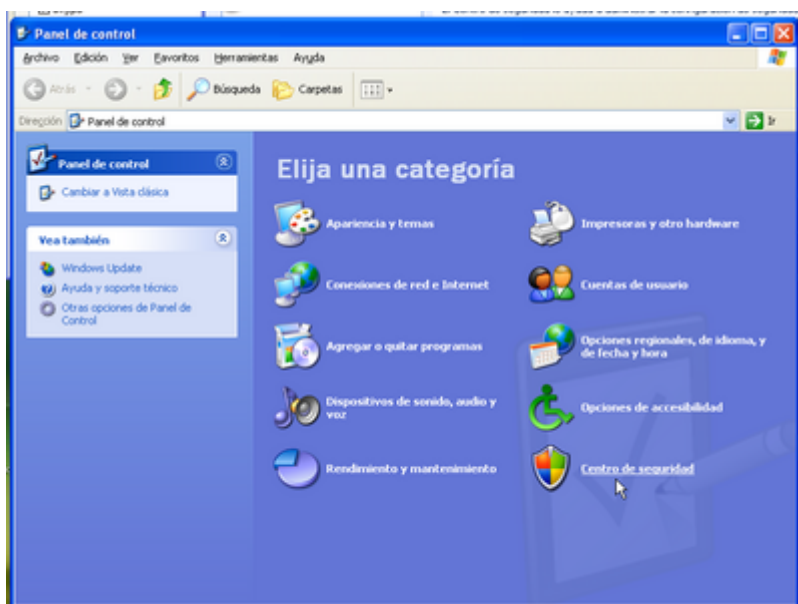 Panel de control
Archivo Edición Ver Favoritos Herramientas Ayuda
Atrás Búsqueda Carpetas
Dirección Panel de control Ir
Panel de control
Cambiar a Vista clásica
Vea también
Windows Update
Ayuda y soporte técnico
Otras opciones de Panel de
Control
Elija una categoría
Apariencia y temas
Impresoras y otro hardware
Conexiones de red e Internet
Cuentas de usuario
Agregar o quitar programas
Opciones regionales, de idioma, y
de fecha y hora
Dispositivos de sonido, audio y
voz
Opciones de accesibilidad
Rendimiento y mantenimiento
Centro de seguridad